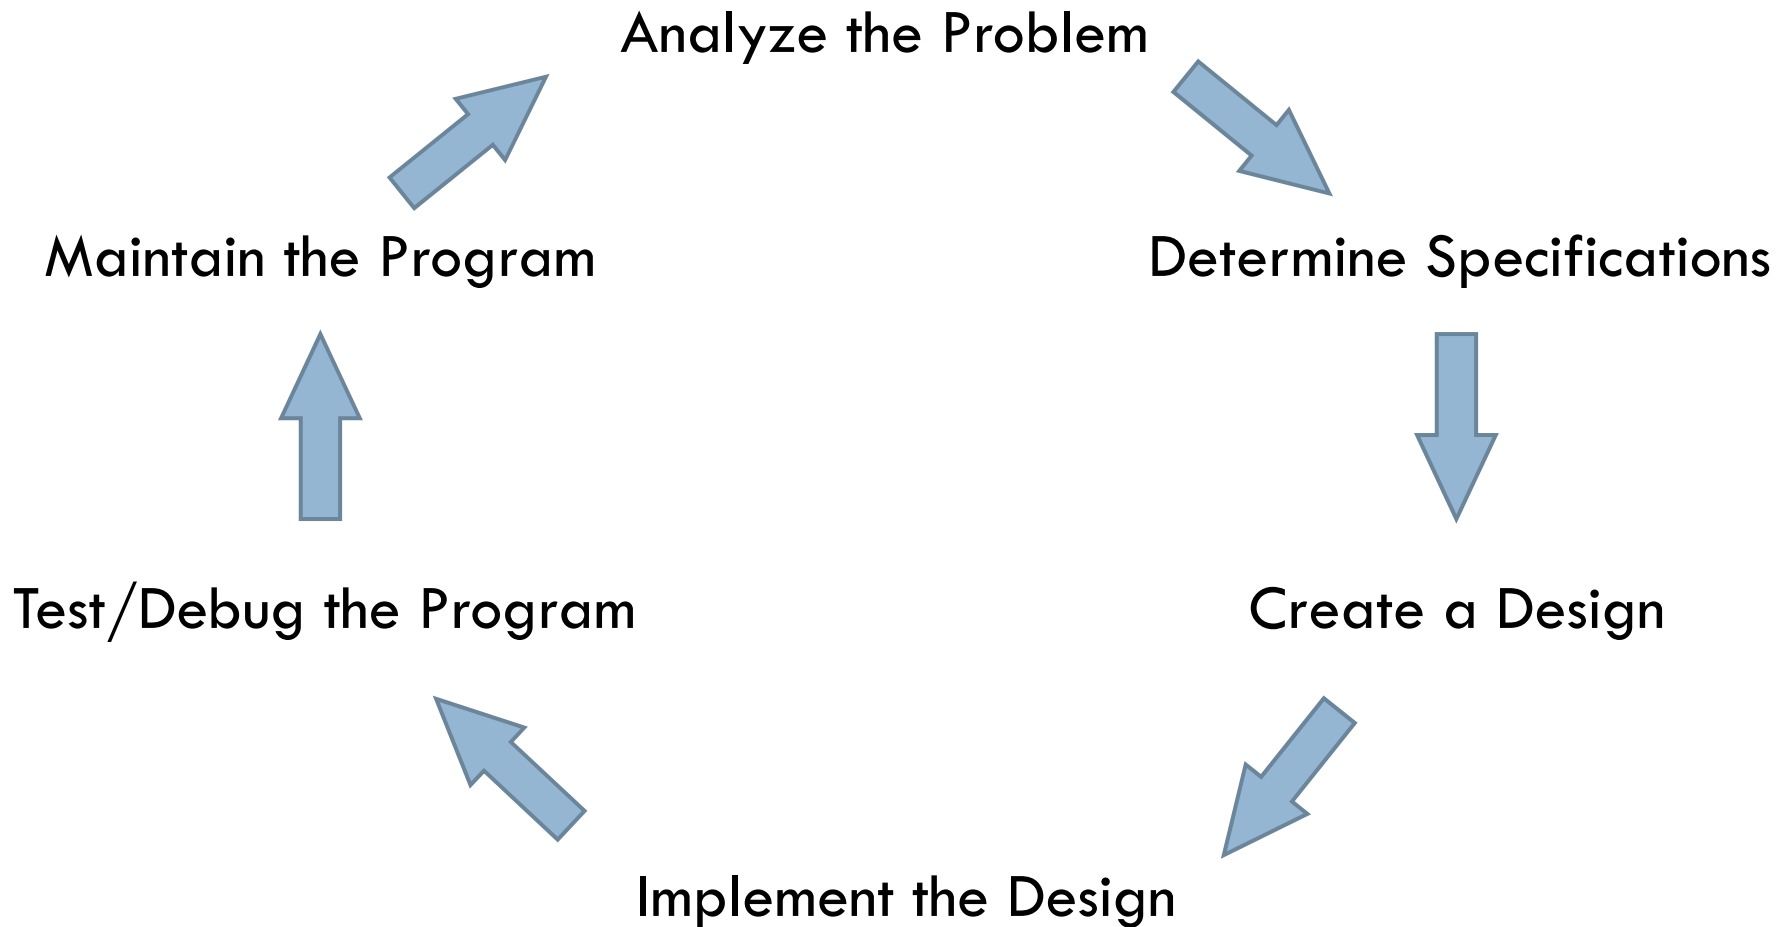 Analyze the Problem
Determine Specifications
Create a Design
Implement the Design
Test/Debug the Program
Maintain the Program